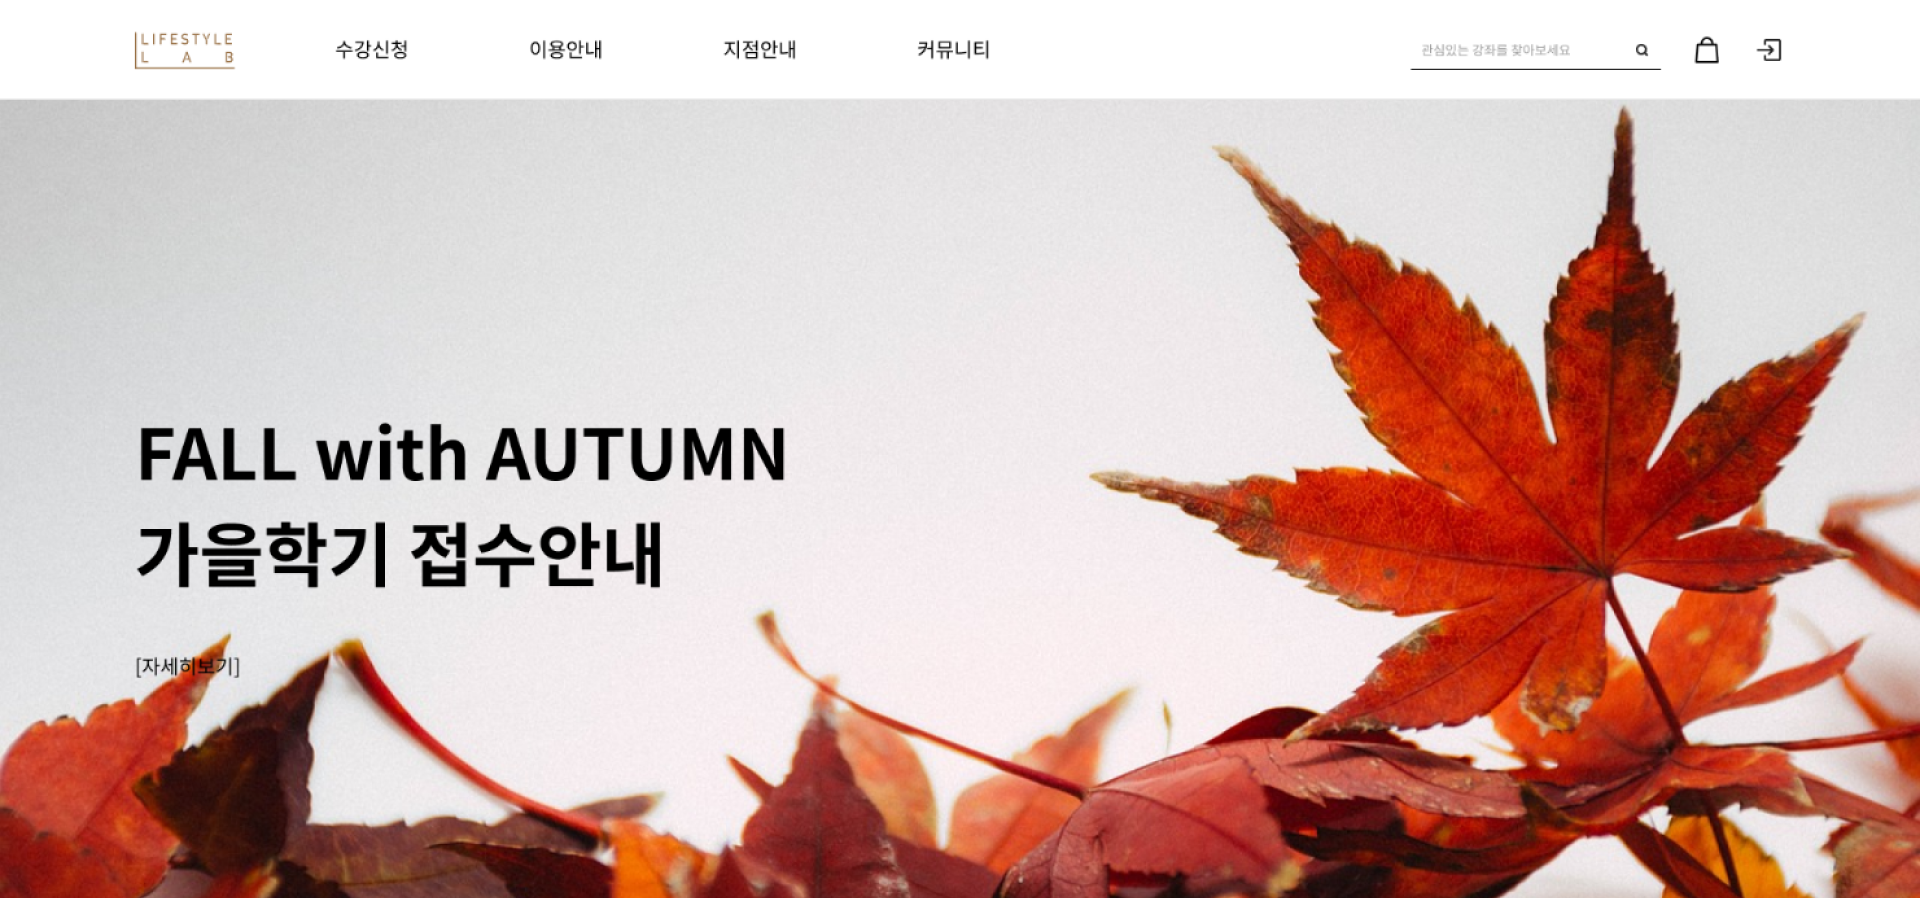 LIFESTYLE
L A B
수강신청 이용안내 지점안내 커뮤니티
관심있는 강좌를 찾아보세요
FALL with AUTUMN
가을학기 접수안내
[자세히보기]